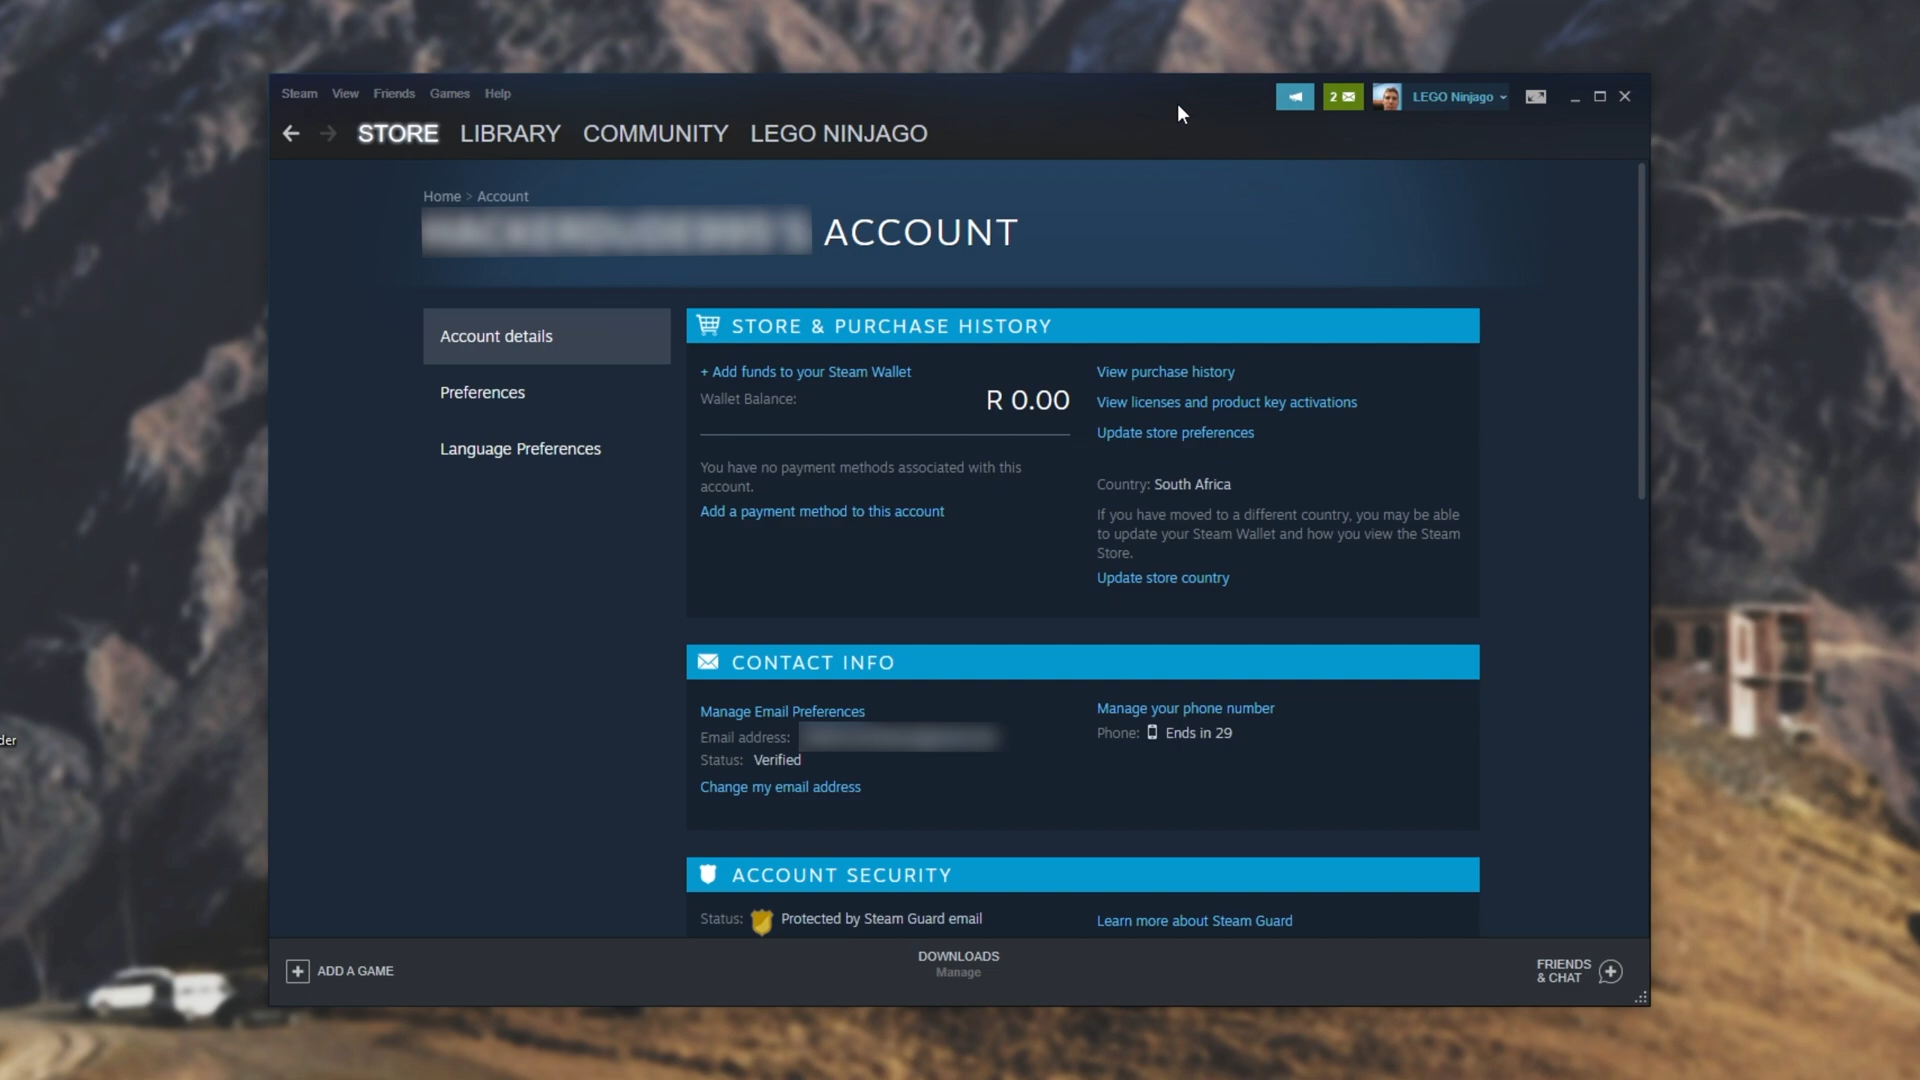 Steam View Friends Games Help
2
LEGO Ninjago
STORE LIBRARY COMMUNITY LEGO NINJAGO
Home > Account
ACCOUNT
Account details
Preferences
Language Preferences
STORE & PURCHASE HISTORY
+ Add funds to your Steam Wallet
Wallet Balance: R 0.00
You have no payment methods associated with this
account.
Add a payment method to this account
View purchase history
View licenses and product key activations
Update store preferences
Country: South Africa
If you have moved to a different country, you may be able
to update your Steam Wallet and how you view the Steam
Store.
Update store country
CONTACT INFO
Manage Email Preferences
Email address:
Status: Verified
Change my email address
Manage your phone number
Phone: Ends in 29
der
ACCOUNT SECURITY
Status: Protected by Steam Guard email
Learn more about Steam Guard
ADD A GAME
DOWNLOADS
Manage
FRIENDS
& CHAT